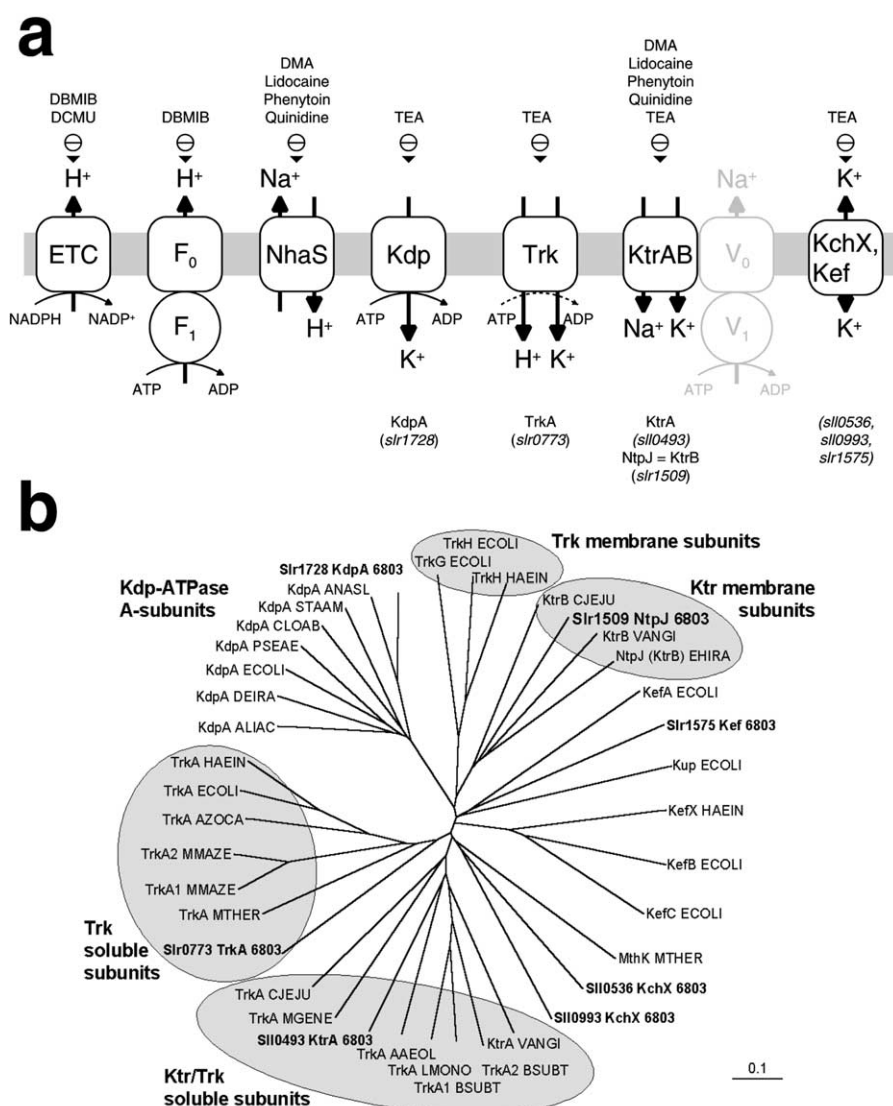 a
DBMIB
DCMU
DBMIB
DMA
Lidocaine
Phenytoin
Quinidine
TEA
TEA
DMA
Lidocaine
Phenytoin
Quinidine
TEA
TEA
H⁺
H⁺
Na⁺
Na⁺
K⁺
ETC
F₀
NhaS
Kdp
Trk
KtrAB
V₀
KchX,
Kef
NADPH
NADP⁺
F₁
H⁺
ATP
ADP
ATP
ADP
V₁
K⁺
H⁺
K⁺
Na⁺
K⁺
K⁺
ATP
ADP
ATP
ADP
KdpA
(slr1728)
TrkA
(slr0773)
KtrA
(sll0493)
NtpJ = KtrB
(slr1509)
(sll0536,
sll0993,
slr1575)
b
Trk membrane subunits
TrkH ECOLI
TrkG ECOLI
TrkH HAEIN
Ktr membrane
subunits
KtrB CJEJU
Slr1509 NtpJ 6803
KtrB VANGI
NtpJ (KtrB) EHIRA
Kdp-ATPase
A-subunits
Slr1728 KdpA 6803
KdpA ANASL
KdpA STAAM
KdpA CLOAB
KdpA PSEAE
KdpA ECOLI
KdpA DEIRA
KdpA ALIAC
KefA ECOLI
Slr1575 Kef 6803
Kup ECOLI
KefX HAEIN
KefB ECOLI
KefC ECOLI
MthK MTHER
Sll0536 KchX 6803
Sll0993 KchX 6803
TrkA HAEIN
TrkA ECOLI
TrkA AZOCA
TrkA2 MMAZE
TrkA1 MMAZE
TrkA MTHER
Slr0773 TrkA 6803
Trk
soluble
subunits
TrkA CJEJU
TrkA MGENE
Sll0493 KtrA 6803
TrkA AAEOL
TrkA LMONO
TrkA1 BSUBT
TrkA2 BSUBT
KtrA VANGI
Ktr/Trk
soluble subunits
0.1